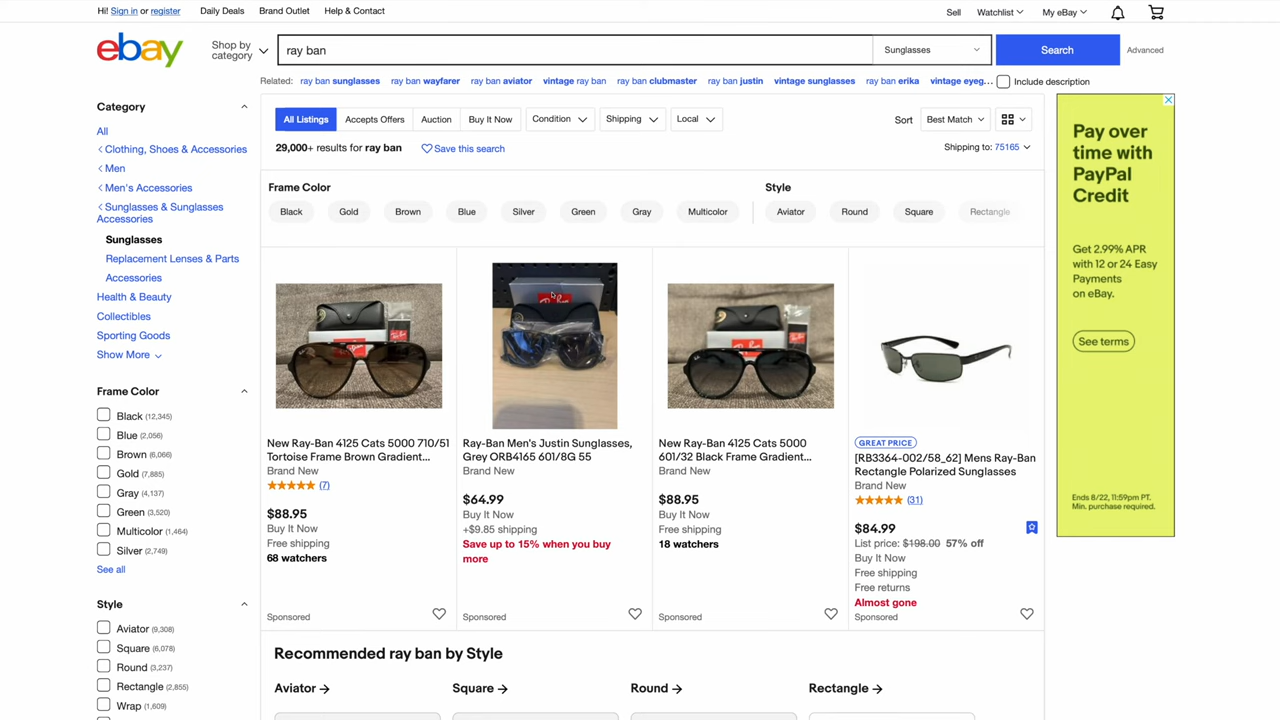 Hi! Sign in or register
Daily Deals
Brand Outlet
Help & Contact
Sell
Watchlist
My eBay
ebay
Shop by
category
ray ban
Sunglasses
Search
Advanced
Related:
ray ban sunglasses
ray ban wayfarer
ray ban aviator
vintage ray ban
ray ban clubmaster
ray ban justin
vintage sunglasses
ray ban erika
vintage eyeg...
Include description
Category
All
Clothing, Shoes & Accessories
Men
Men's Accessories
Sunglasses & Sunglasses
Accessories
Sunglasses
Replacement Lenses & Parts
Accessories
Health & Beauty
Collectibles
Sporting Goods
Show More
Frame Color
Black (12,345)
Blue (2,056)
Brown (6,066)
Gold (7,885)
Gray (4,137)
Green (3,520)
Multicolor (1,464)
Silver (2,749)
See all
Style
Aviator (9,308)
Square (6,078)
Round (3,237)
Rectangle (2,855)
Wrap (1,609)
All Listings
Accepts Offers
Auction
Buy It Now
Condition
Shipping
Local
Sort
Best Match
29,000+ results for ray ban
Save this search
Shipping to: 75165
Frame Color
Black
Gold
Brown
Blue
Silver
Green
Gray
Multicolor
Style
Aviator
Round
Square
Rectangle
New Ray-Ban 4125 Cats 5000 710/51
Tortoise Frame Brown Gradient...
Brand New
(7)
$88.95
Buy It Now
Free shipping
68 watchers
Sponsored
Ray-Ban Men's Justin Sunglasses,
Grey ORB4165 601/8G 55
Brand New
$64.99
Buy It Now
+$9.85 shipping
Save up to 15% when you buy
more
Sponsored
New Ray-Ban 4125 Cats 5000
601/32 Black Frame Gradient...
Brand New
$88.95
Buy It Now
Free shipping
18 watchers
Sponsored
GREAT PRICE
[RB3364-002/58_62] Mens Ray-Ban
Rectangle Polarized Sunglasses
Brand New
(31)
$84.99
List price: $198.00 57% off
Buy It Now
Free shipping
Free returns
Almost gone
Sponsored
Recommended ray ban by Style
Aviator
Square
Round
Rectangle
Pay over
time with
PayPal
Credit
Get 2.99% APR
with 12 or 24 Easy
Payments
on eBay.
See terms
Ends 8/22, 11:59pm PT.
Min. purchase required.